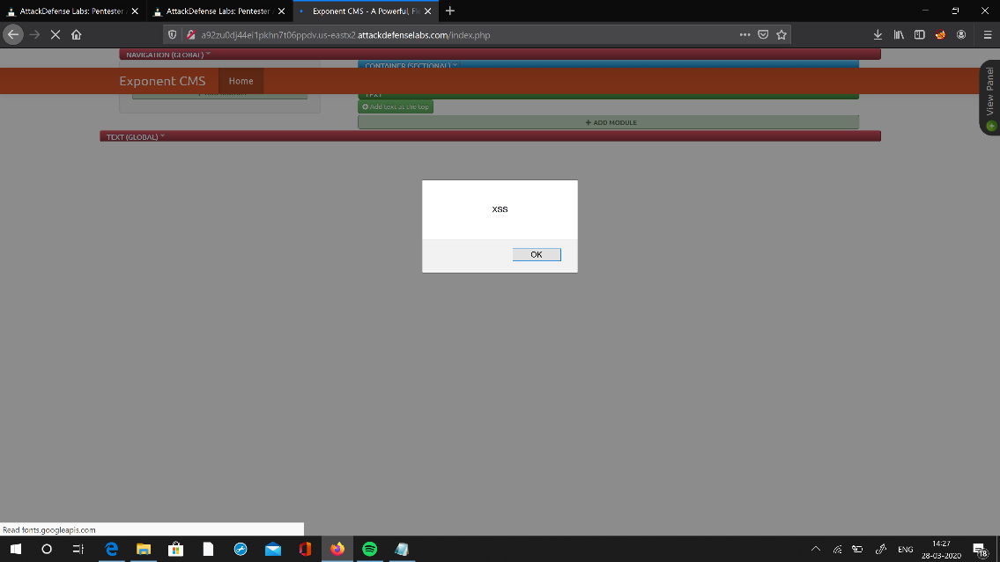 AttackDefense Labs: Pentester
AttackDefense Labs: Pentester
Exponent CMS - A Powerful, Fl
a92zu0dj44ei1pkhn7t06ppdv.us-eastx2.attackdefenselabs.com/index.php
NAVIGATION (GLOBAL)
CONTAINER (SECTIONAL)
Exponent CMS
Home
TEXT
Add text at the top
+ ADD MODULE
TEXT (GLOBAL)
View Panel
XSS
OK
Read fonts.googleapis.com
ENG
14:27
28-03-2020
18